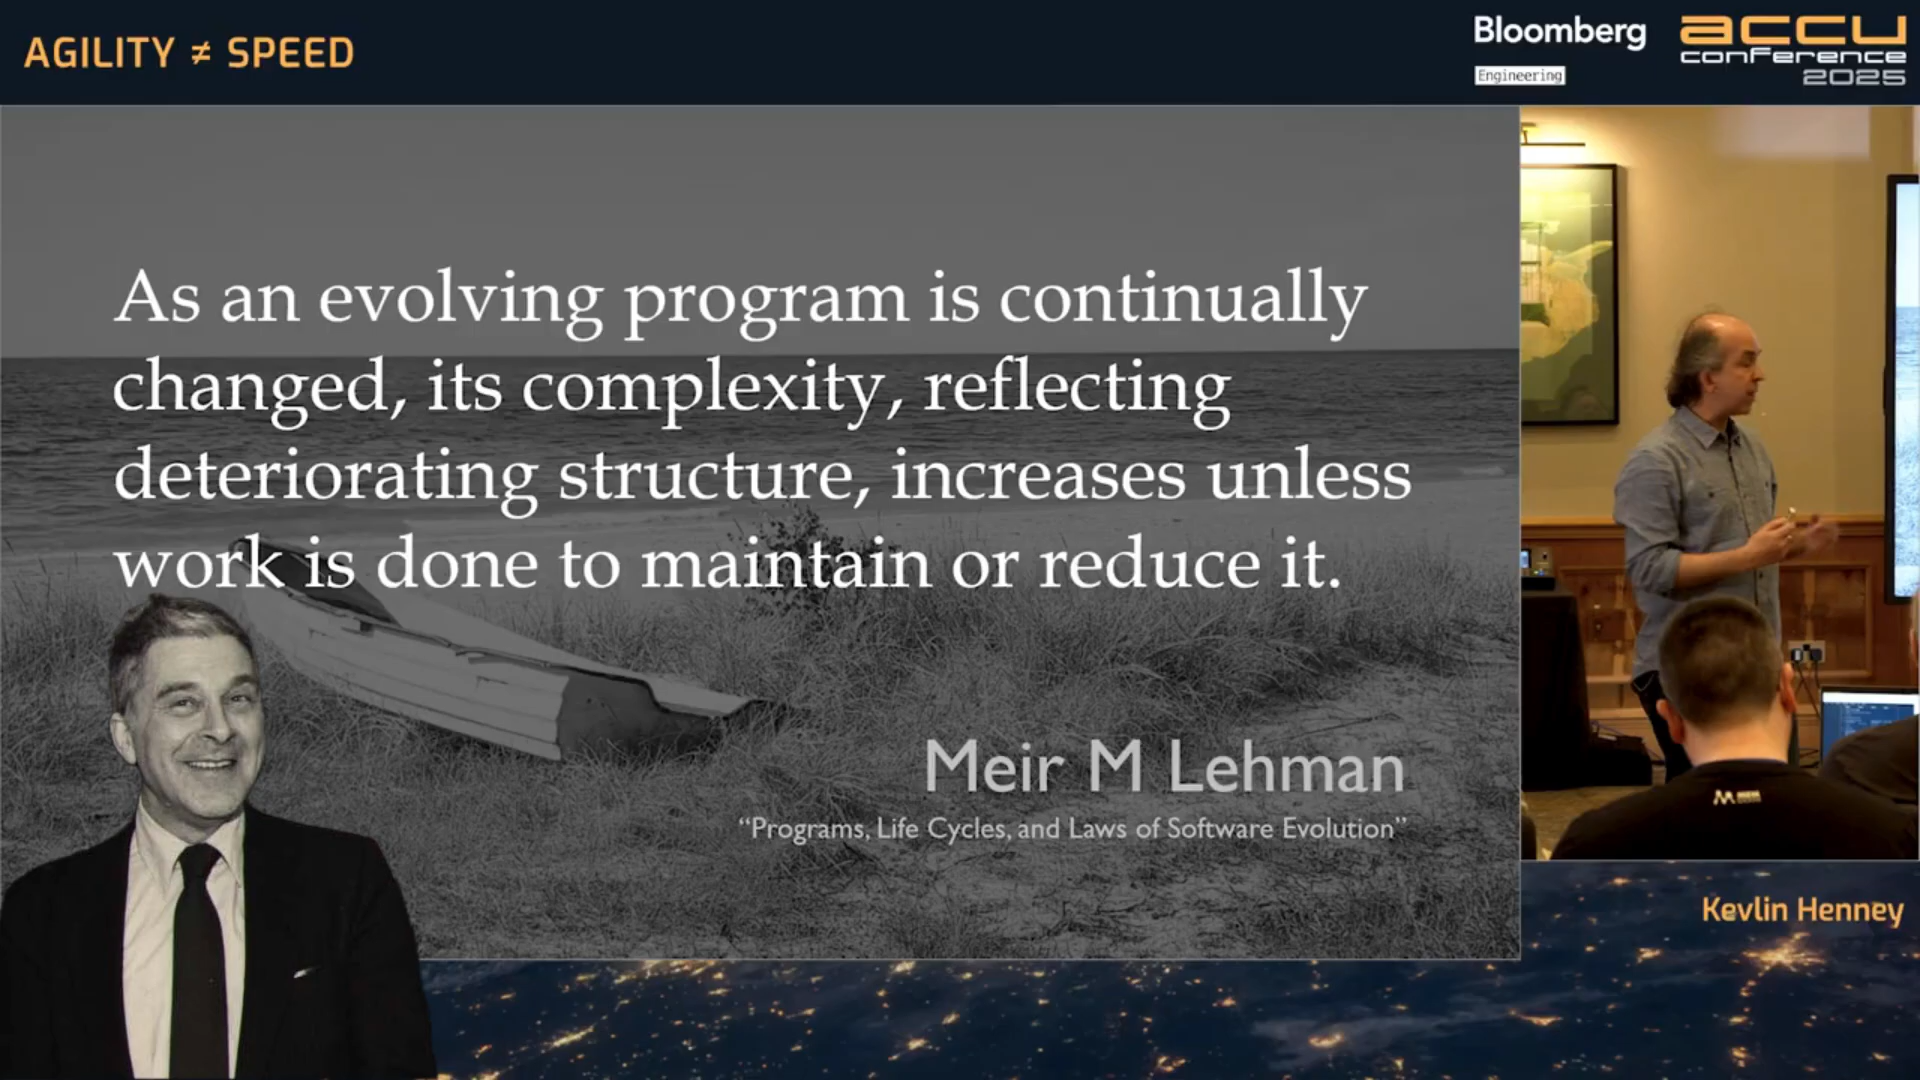 AGILITY ≠ SPEED
Bloomberg
Engineering
accu
conference
2025
As an evolving program is continually
changed, its complexity, reflecting
deteriorating structure, increases unless
work is done to maintain or reduce it.
Meir M Lehman
“Programs, Life Cycles, and Laws of Software Evolution”
Kevlin Henney